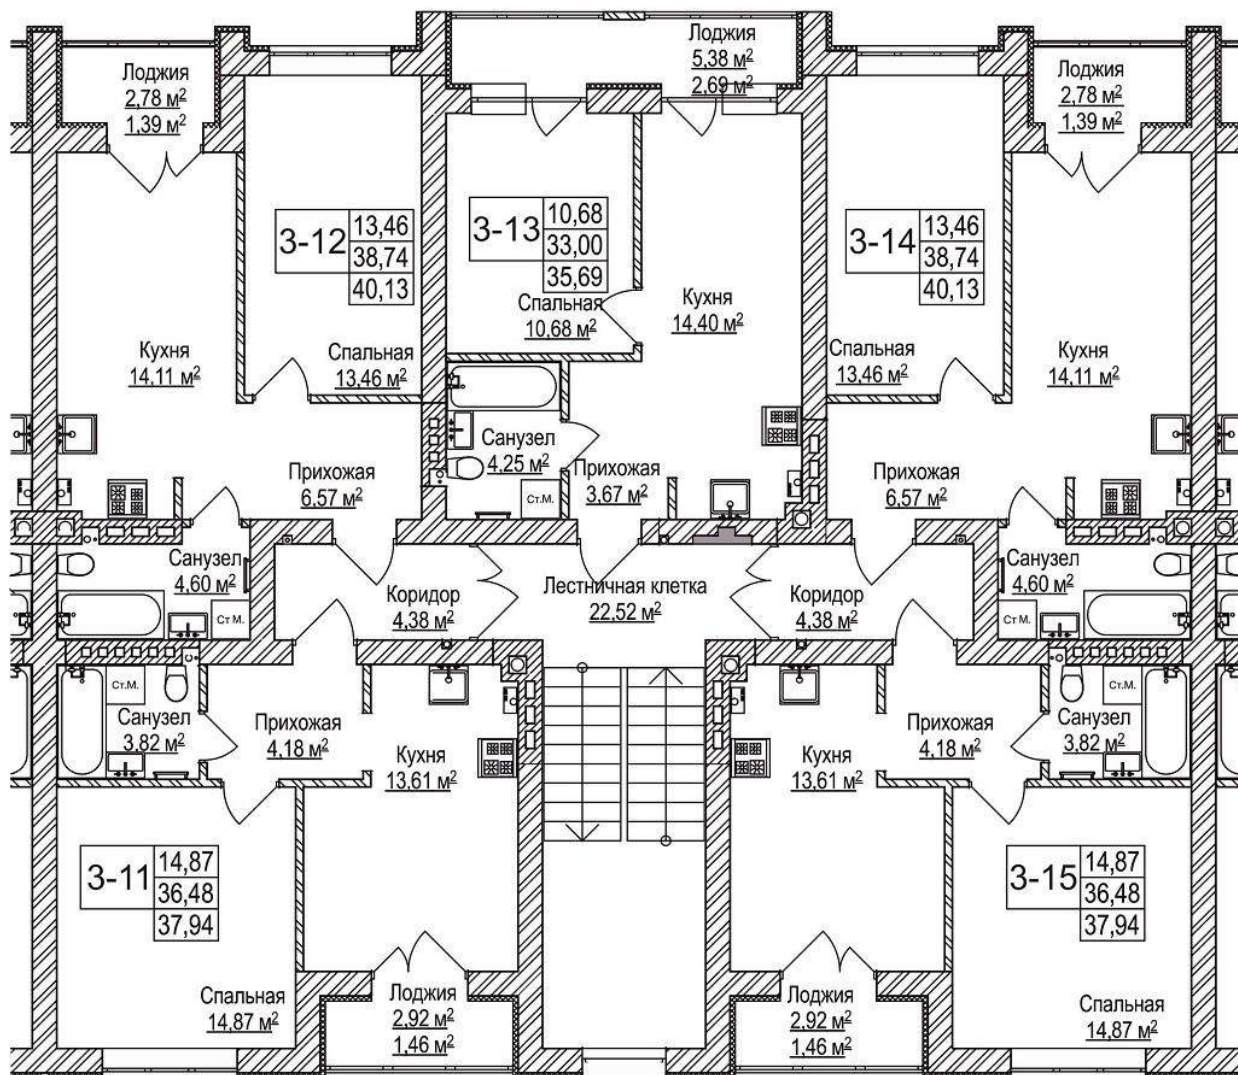 Лоджия
2,78 м²
1,39 м²
Лоджия
5,38 м²
2,69 м²
Лоджия
2,78 м²
1,39 м²
3-12
13,46
38,74
40,13
3-13
10,68
33,00
35,69
3-14
13,46
38,74
40,13
Кухня
14,11 м²
Спальная
13,46 м²
Спальная
10,68 м²
Кухня
14,40 м²
Спальная
13,46 м²
Кухня
14,11 м²
Прихожая
6,57 м²
Санузел
4,25 м²
Ст.М.
Прихожая
3,67 м²
Прихожая
6,57 м²
Санузел
4,60 м²
Ст М.
Коридор
4,38 м²
Лестничная клетка
22,52 м²
Коридор
4,38 м²
Санузел
4,60 м²
Ст М.
Ст.М.
Санузел
3,82 м²
Прихожая
4,18 м²
Кухня
13,61 м²
Кухня
13,61 м²
Прихожая
4,18 м²
Ст.М.
Санузел
3,82 м²
3-11
14,87
36,48
37,94
3-15
14,87
36,48
37,94
Спальная
14,87 м²
Лоджия
2,92 м²
1,46 м²
Лоджия
2,92 м²
1,46 м²
Спальная
14,87 м²